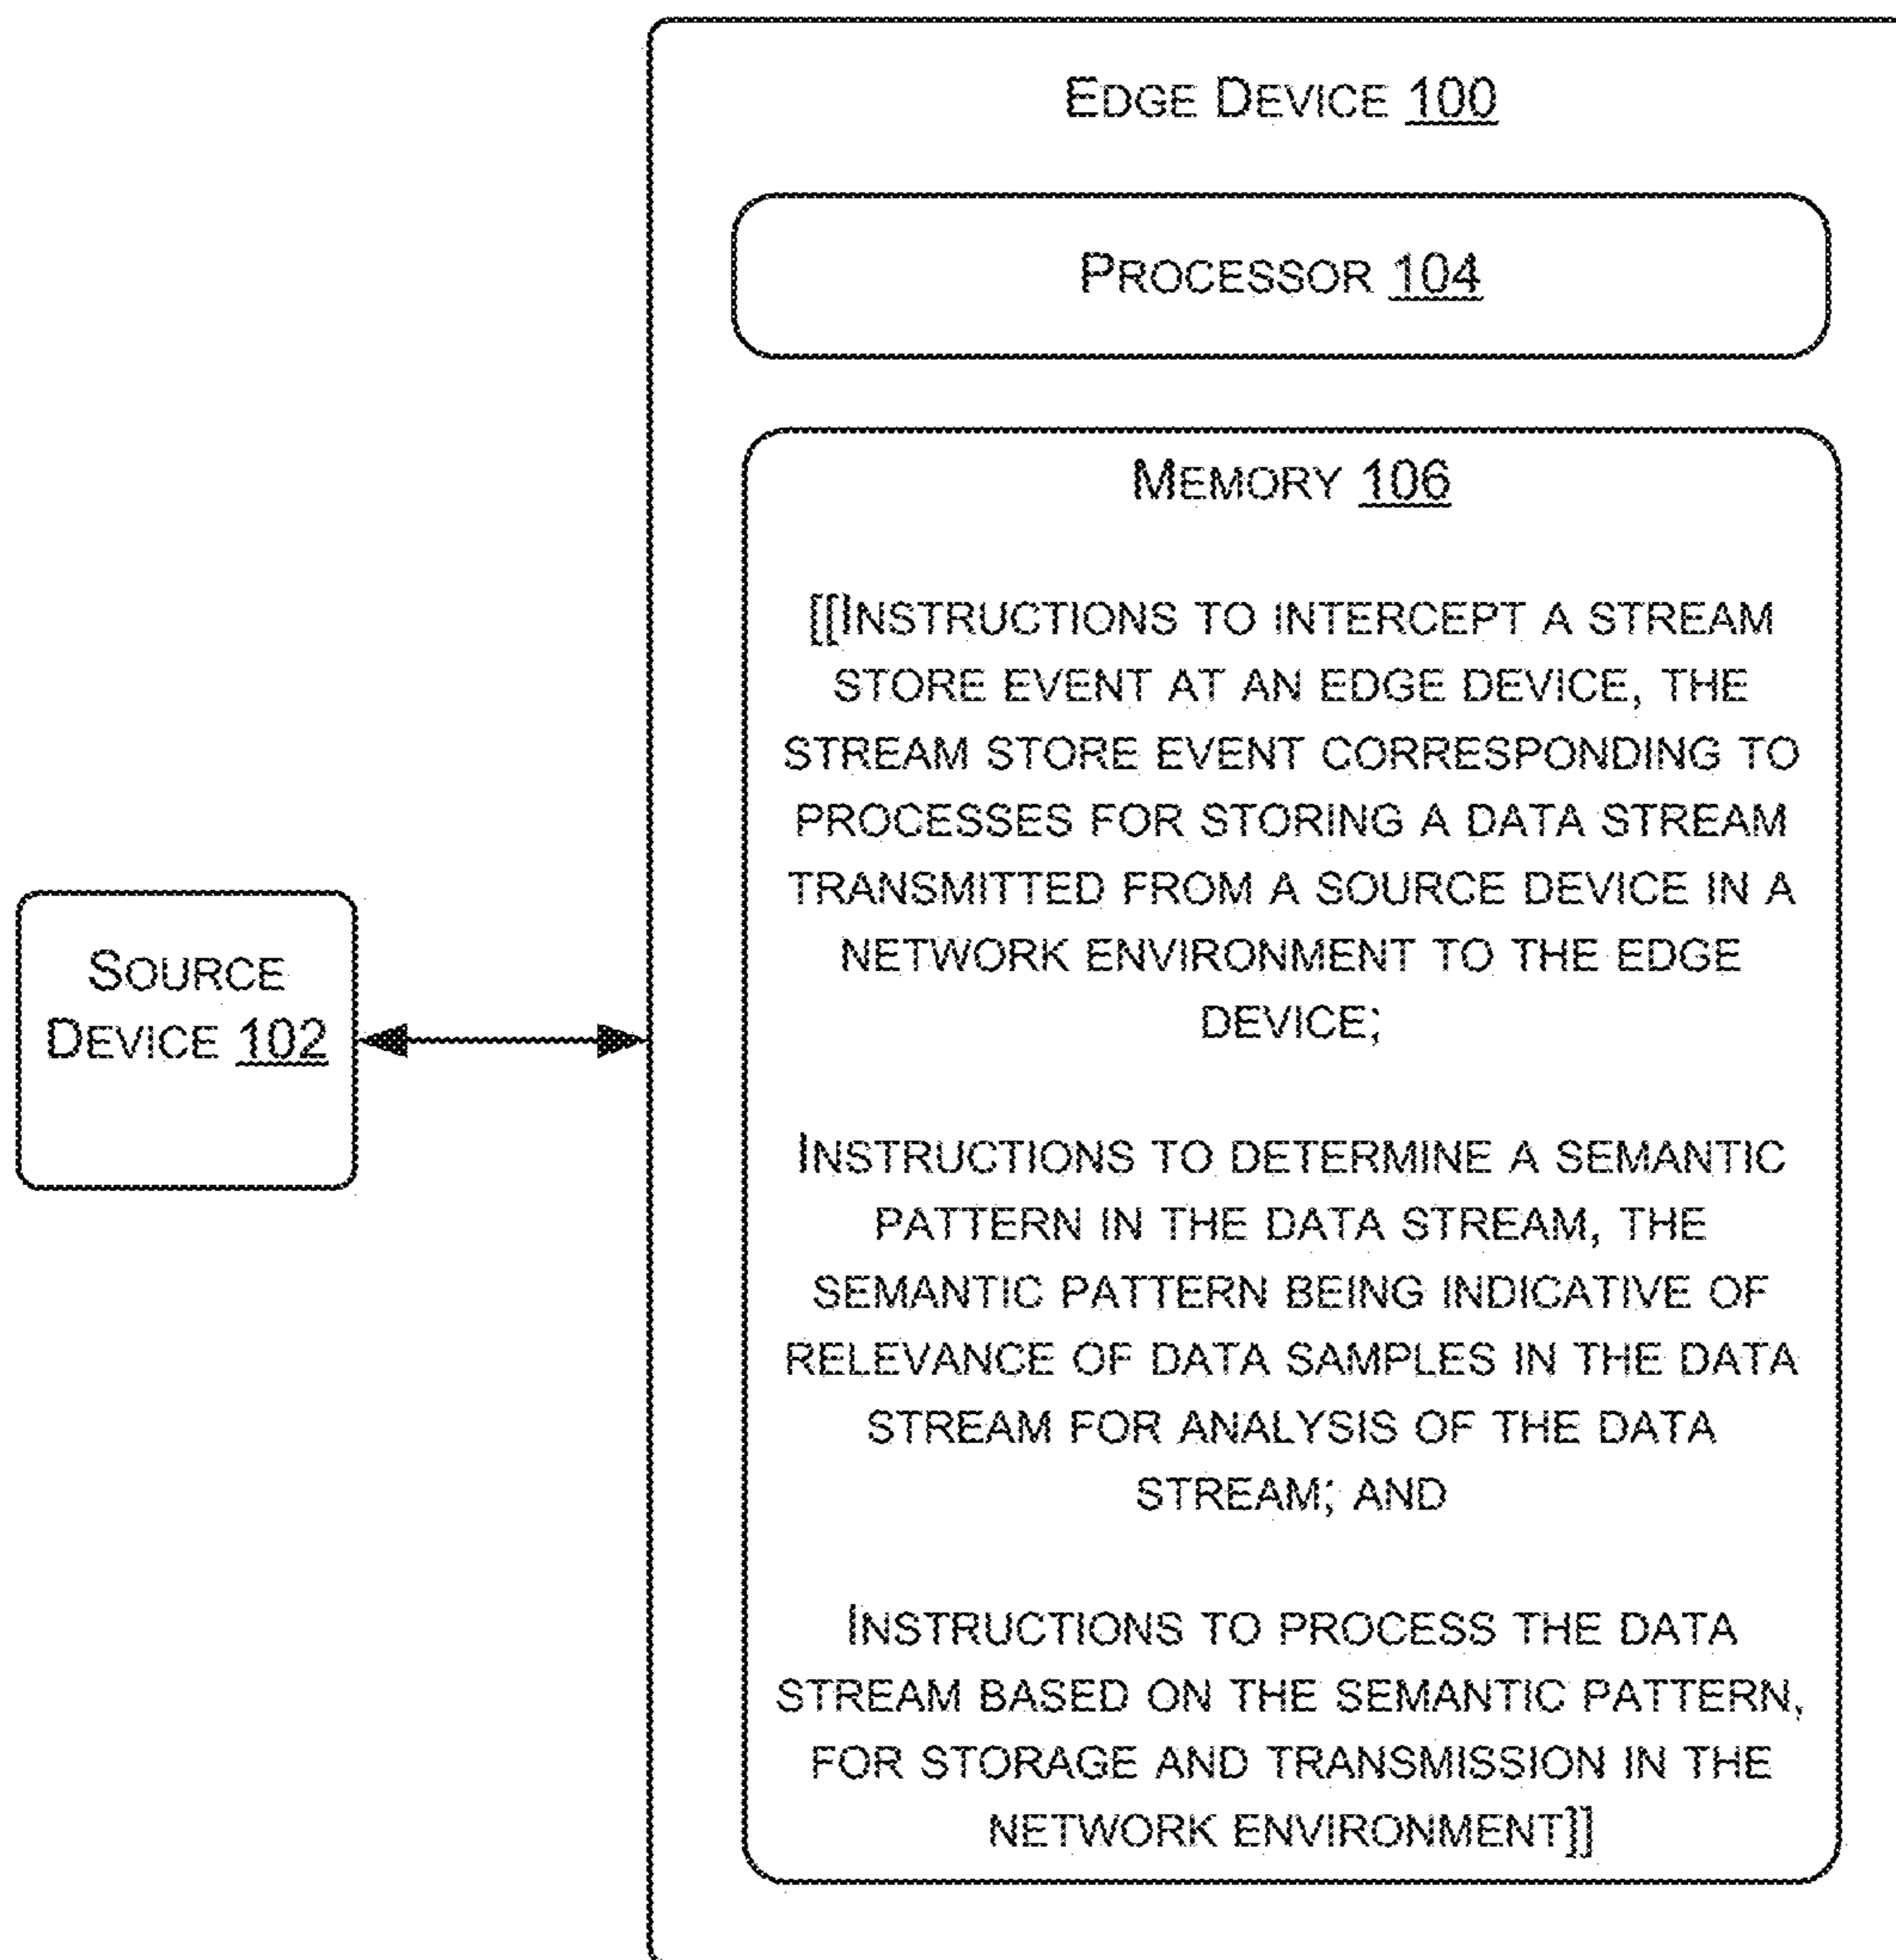 EDGE DEVICE 100
PROCESSOR 104
MEMORY 106
[[INSTRUCTIONS TO INTERCEPT A STREAM
STORE EVENT AT AN EDGE DEVICE, THE
STREAM STORE EVENT CORRESPONDING TO
PROCESSES FOR STORING A DATA STREAM
TRANSMITTED FROM A SOURCE DEVICE IN A
NETWORK ENVIRONMENT TO THE EDGE
DEVICE;
INSTRUCTIONS TO DETERMINE A SEMANTIC
PATTERN IN THE DATA STREAM, THE
SEMANTIC PATTERN BEING INDICATIVE OF
RELEVANCE OF DATA SAMPLES IN THE DATA
STREAM FOR ANALYSIS OF THE DATA
STREAM; AND
INSTRUCTIONS TO PROCESS THE DATA
STREAM BASED ON THE SEMANTIC PATTERN,
FOR STORAGE AND TRANSMISSION IN THE
NETWORK ENVIRONMENT]]
SOURCE
DEVICE 102